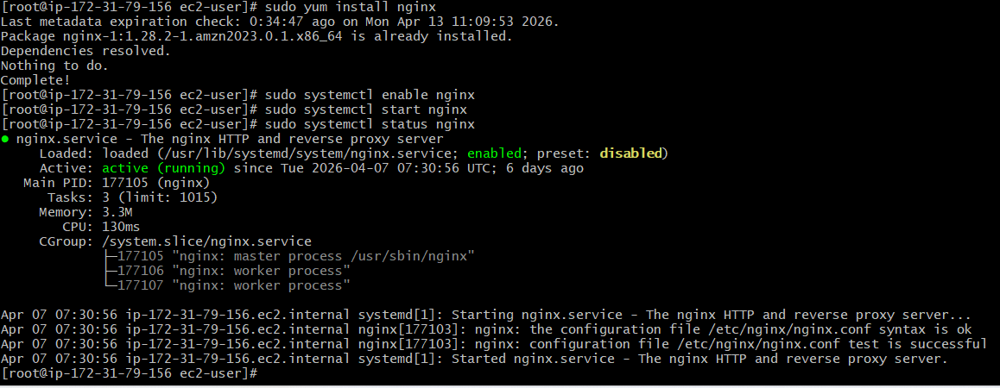 [root@ip-172-31-79-156 ec2-user]# sudo yum install nginx
Last metadata expiration check: 0:34:47 ago on Mon Apr 13 11:09:53 2026.
Package nginx-1:1.28.2-1.amzn2023.0.1.x86_64 is already installed.
Dependencies resolved.
Nothing to do.
Complete!
[root@ip-172-31-79-156 ec2-user]# sudo systemctl enable nginx
[root@ip-172-31-79-156 ec2-user]# sudo systemctl start nginx
[root@ip-172-31-79-156 ec2-user]# sudo systemctl status nginx
● nginx.service - The nginx HTTP and reverse proxy server
     Loaded: loaded (/usr/lib/systemd/system/nginx.service; enabled; preset: disabled)
     Active: active (running) since Tue 2026-04-07 07:30:56 UTC; 6 days ago
   Main PID: 177105 (nginx)
      Tasks: 3 (limit: 1015)
     Memory: 3.3M
        CPU: 130ms
     CGroup: /system.slice/nginx.service
             ├─177105 "nginx: master process /usr/sbin/nginx"
             ├─177106 "nginx: worker process"
             └─177107 "nginx: worker process"

Apr 07 07:30:56 ip-172-31-79-156.ec2.internal systemd[1]: Starting nginx.service - The nginx HTTP and reverse proxy server...
Apr 07 07:30:56 ip-172-31-79-156.ec2.internal nginx[177103]: nginx: the configuration file /etc/nginx/nginx.conf syntax is ok
Apr 07 07:30:56 ip-172-31-79-156.ec2.internal nginx[177103]: nginx: configuration file /etc/nginx/nginx.conf test is successful
Apr 07 07:30:56 ip-172-31-79-156.ec2.internal systemd[1]: Started nginx.service - The nginx HTTP and reverse proxy server.
[root@ip-172-31-79-156 ec2-user]#